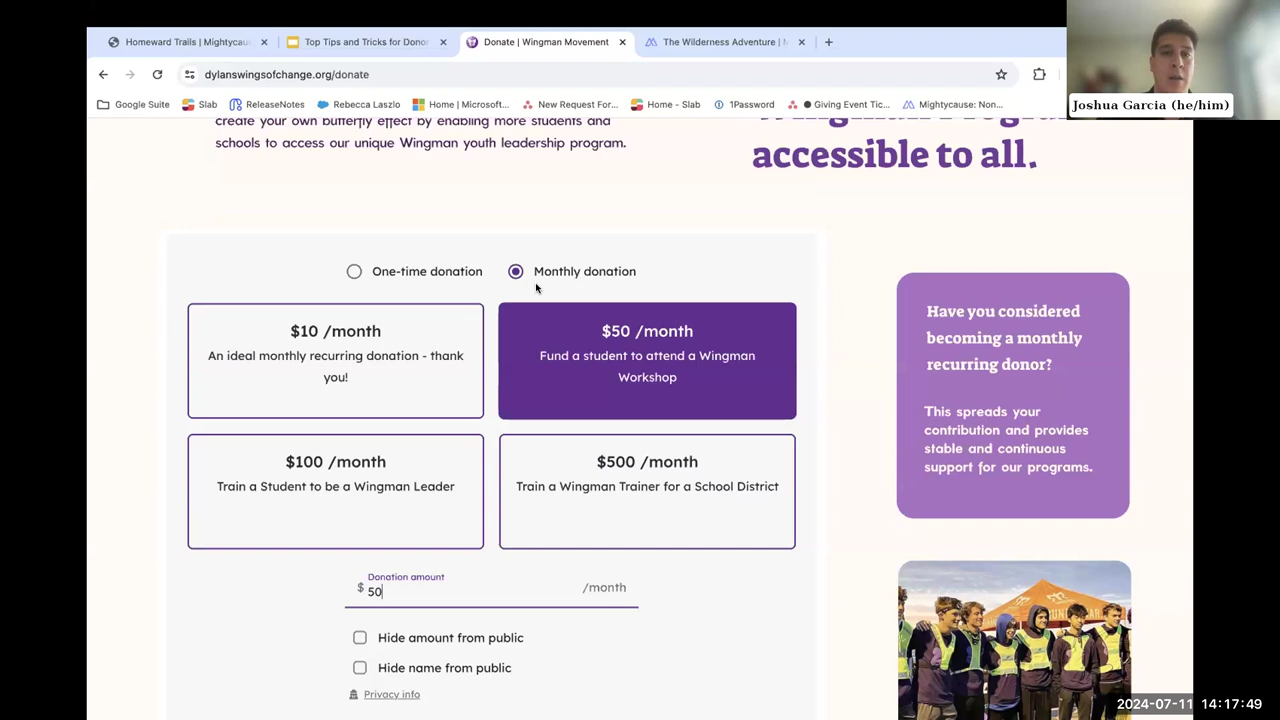 Homeward Trails | Mightycaus
Top Tips and Tricks for Donor
Donate | Wingman Movement
The Wilderness Adventure |
dylanswingsofchange.org/donate
Google Suite
Slab
ReleaseNotes
Rebecca Laszlo
Home | Microsoft...
New Request For...
Home - Slab
1Password
Giving Event Tic...
Mightycause: Non...
Joshua Garcia (he/him)
create your own butterfly effect by enabling more students and
schools to access our unique Wingman youth leadership program.
accessible to all.
One-time donation
Monthly donation
$10 /month
An ideal monthly recurring donation - thank
you!
$50 /month
Fund a student to attend a Wingman
Workshop
$100 /month
Train a Student to be a Wingman Leader
$500 /month
Train a Wingman Trainer for a School District
Donation amount
$ 50
/month
Hide amount from public
Hide name from public
Privacy info
Have you considered
becoming a monthly
recurring donor?
This spreads your
contribution and provides
stable and continuous
support for our programs.
2024-07-11 14:17:49